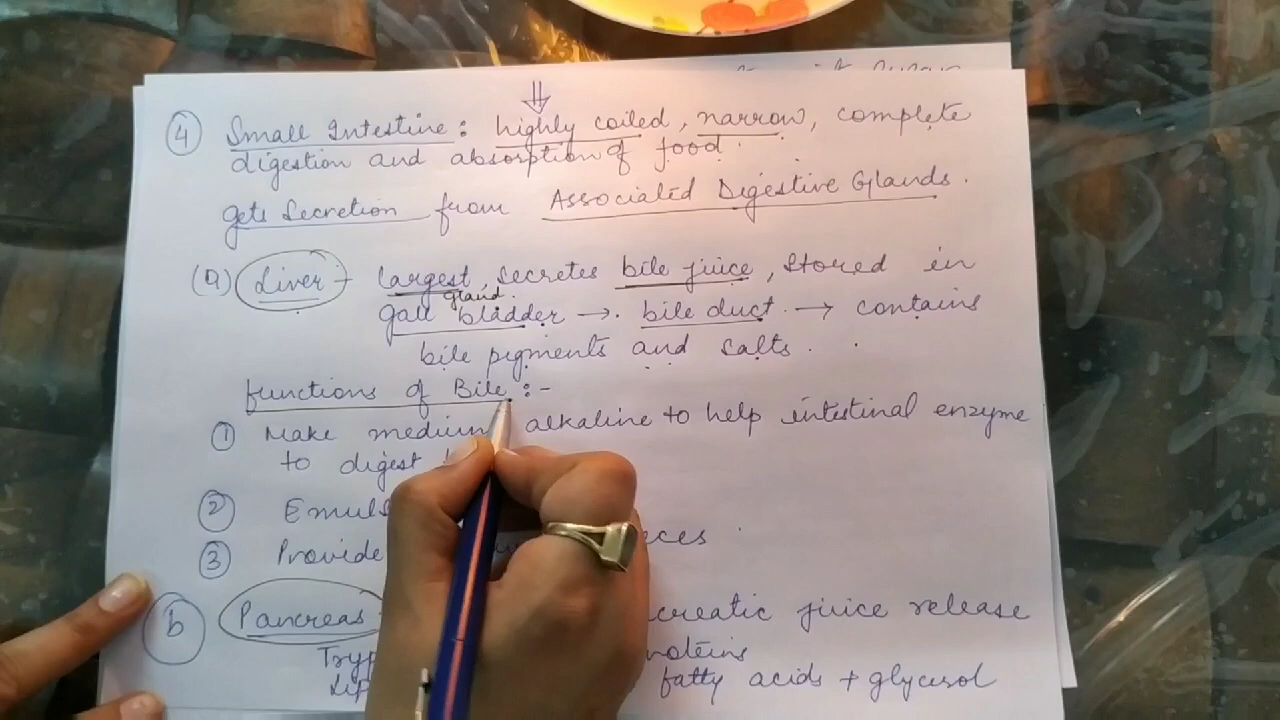 ④ Small Intestine: highly coiled, narrow, complete
digestion and absorption of food.
gets Secretion from Associated Digestive Glands.
(a) Liver - largest, secretes bile juice, stored in
gland.
gall bladder → bile duct → contains
bile pigments and salts.
functions of Bile :-
① Make medium alkaline to help intestinal enzyme
to digest
② Emuls
③ Provide eces
b Pancreas creatic juice release
Tryp roteins
Lip fatty acids + glycerol